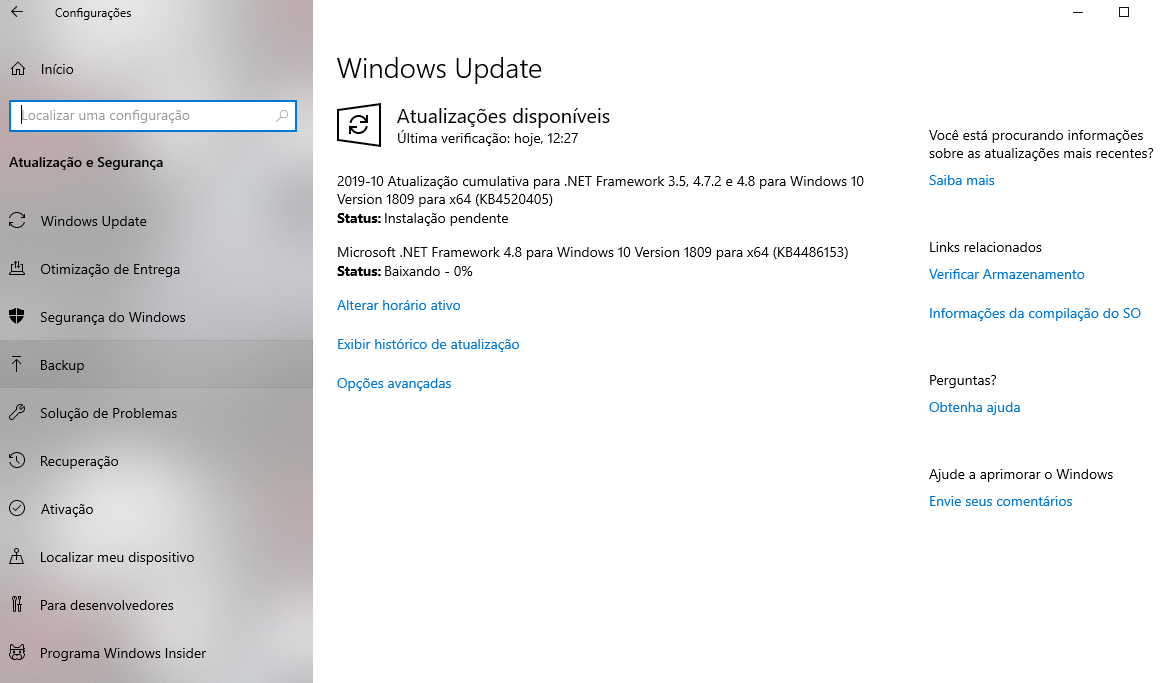 Configurações
Início
Localizar uma configuração
Atualização e Segurança
Windows Update
Otimização de Entrega
Segurança do Windows
Backup
Solução de Problemas
Recuperação
Ativação
Localizar meu dispositivo
Para desenvolvedores
Programa Windows Insider
Windows Update
Atualizações disponíveis
Última verificação: hoje, 12:27
2019-10 Atualização cumulativa para .NET Framework 3.5, 4.7.2 e 4.8 para Windows 10
Version 1809 para x64 (KB4520405)
Status: Instalação pendente
Microsoft .NET Framework 4.8 para Windows 10 Version 1809 para x64 (KB4486153)
Status: Baixando - 0%
Alterar horário ativo
Exibir histórico de atualização
Opções avançadas
Você está procurando informações
sobre as atualizações mais recentes?
Saiba mais
Links relacionados
Verificar Armazenamento
Informações da compilação do SO
Perguntas?
Obtenha ajuda
Ajude a aprimorar o Windows
Envie seus comentários